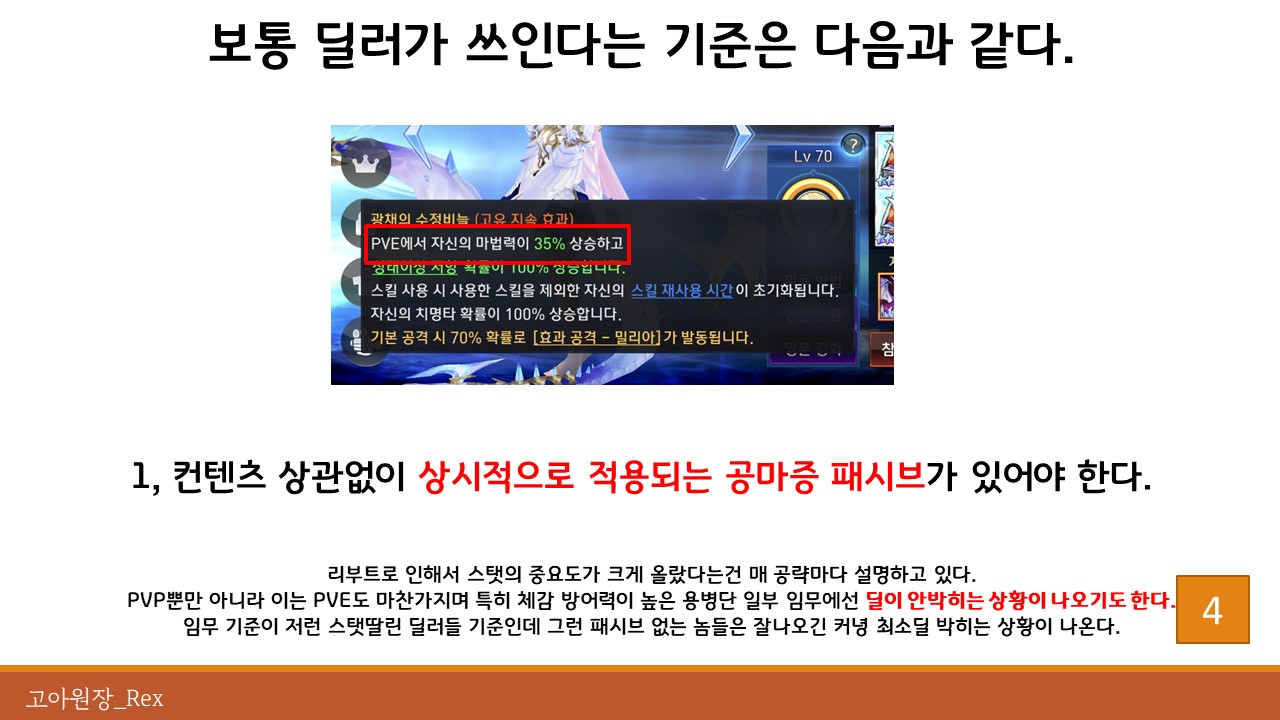 보통 딜러가 쓰인다는 기준은 다음과 같다.
?
Lv 70
광채의 수정비늘 (고유 지속 효과)
PVE에서 자신의 마법력이 35% 상승하고
상태이상 저항 확률이 100% 상승합니다.
스킬 사용 시 사용한 스킬을 제외한 자신의 스킬 재사용 시간이 초기화됩니다.
자신의 치명타 확률이 100% 상승합니다.
기본 공격 시 70% 확률로 [효과 공격 – 밀리아]가 발동됩니다.
영혼 강화
참
1, 컨텐츠 상관없이 상시적으로 적용되는 공마증 패시브가 있어야 한다.
리부트로 인해서 스탯의 중요도가 크게 올랐다는건 매 공략마다 설명하고 있다.
PVP뿐만 아니라 이는 PVE도 마찬가지며 특히 체감 방어력이 높은 용병단 일부 임무에선 딜이 안박히는 상황이 나오기도 한다.
임무 기준이 저런 스탯딸린 딜러들 기준인데 그런 패시브 없는 놈들은 잘나오긴 커녕 최소딜 박히는 상황이 나온다.
4
고아원장_Rex